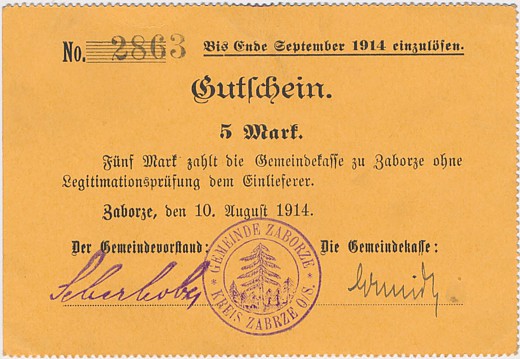 No. 2863
Bis Ende September 1914 einzulösen.
Gutschein.
5 Mark.
Fünf Mark zahlt die Gemeindekasse zu Zaborze ohne
Legitimationsprüfung dem Einlieferer.
Zaborze, den 10. August 1914.
Der Gemeindevorstand:
Die Gemeindekasse:
* GEMEINDE ZABORZE *
KREIS ZABRZE O/S.